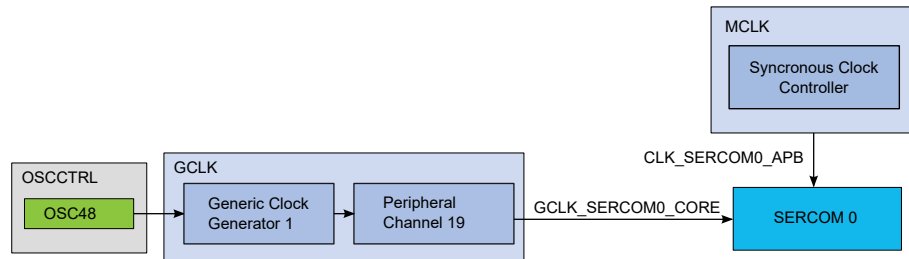 MCLK
Syncronous Clock
Controller
CLK_SERCOM0_APB
OSCCTRL
OSC48
GCLK
Generic Clock
Generator 1
Peripheral
Channel 19
GCLK_SERCOM0_CORE
SERCOM 0